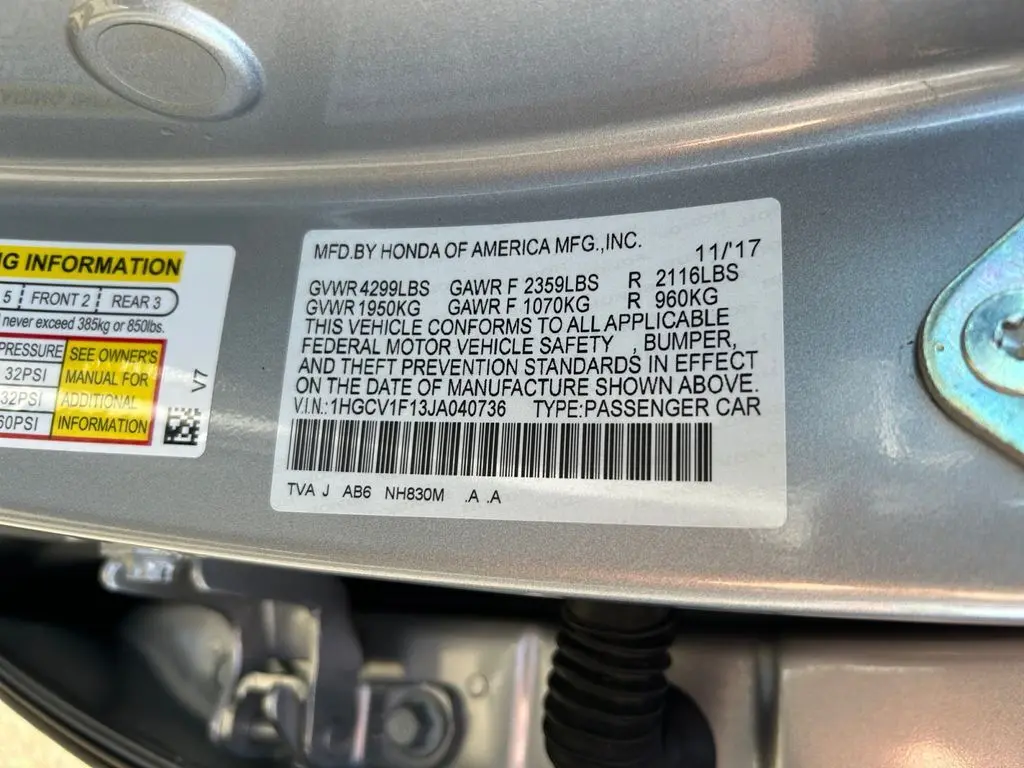 G INFORMATION
5 FRONT 2 REAR 3
never exceed 385kg or 850lbs.
PRESSURE SEE OWNER'S
32PSI MANUAL FOR
32PSI ADDITIONAL
60PSI INFORMATION
V7
MFD.BY HONDA OF AMERICA MFG.,INC. 11/'17
GVWR 4299LBS GAWR F 2359LBS R 2116LBS
GVWR 1950KG GAWR F 1070KG R 960KG
THIS VEHICLE CONFORMS TO ALL APPLICABLE
FEDERAL MOTOR VEHICLE SAFETY , BUMPER,
AND THEFT PREVENTION STANDARDS IN EFFECT
ON THE DATE OF MANUFACTURE SHOWN ABOVE.
V.I.N.:1HGCV1F13JA040736 TYPE:PASSENGER CAR
TVA J AB6 NH830M .A .A